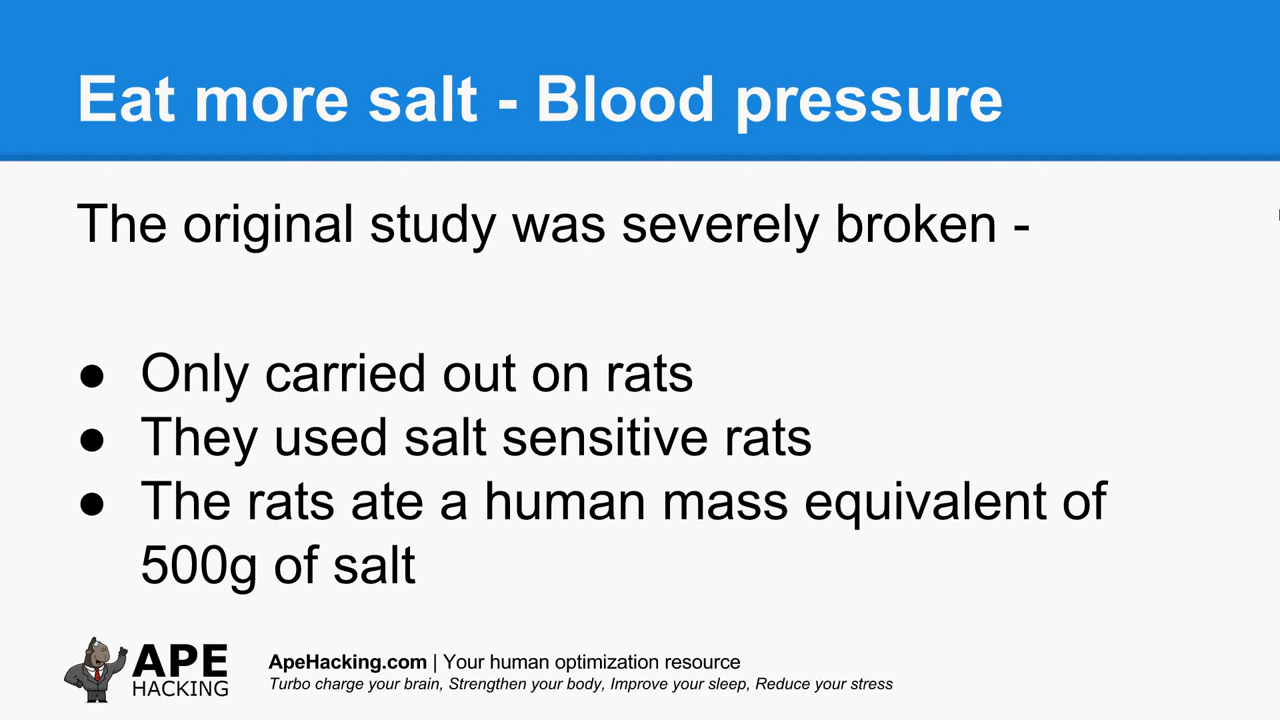 Eat more salt - Blood pressure
The original study was severely broken -
● Only carried out on rats
● They used salt sensitive rats
● The rats ate a human mass equivalent of
500g of salt
APE
HACKING
ApeHacking.com | Your human optimization resource
Turbo charge your brain, Strengthen your body, Improve your sleep, Reduce your stress